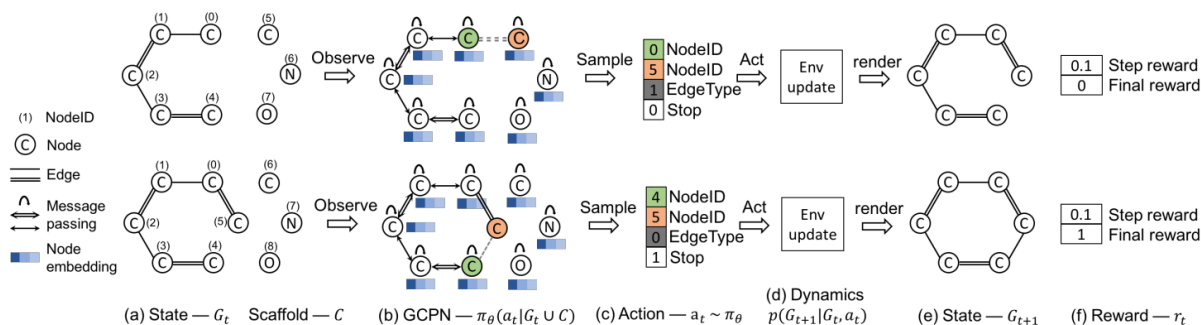 (1) (0) (5)
C C C
(6)
N
(2)
C
(3) (4) (7)
C C O
Observe
C C C
C N
C C O
Sample
0 NodeID
5 NodeID
1 EdgeType
0 Stop
Act
Env
update
render
C C
C C
C C
0.1 Step reward
0 Final reward
(1) NodeID
C Node
Edge
Message
passing
Node
embedding
(1) (0) (6)
C C C
(7)
N
(2) (5)
C C
(3) (4) (8)
C C O
Observe
C C C
C C N
C C O
Sample
4 NodeID
5 NodeID
0 EdgeType
1 Stop
Act
Env
update
render
C C
C C
C C
0.1 Step reward
1 Final reward
(a) State — G_t
Scaffold — C
(b) GCPN — π_θ(a_t|G_t ∪ C)
(c) Action — a_t ~ π_θ
(d) Dynamics
p(G_{t+1}|G_t, a_t)
(e) State — G_{t+1}
(f) Reward — r_t